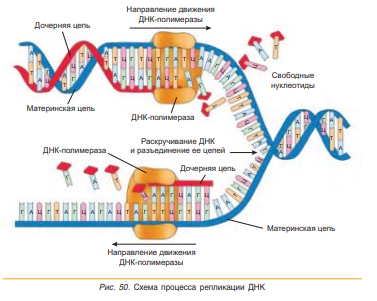 Направление движения
ДНК-полимеразы
Дочерняя цепь
Свободные
нуклеотиды
Материнская цепь
ДНК-полимераза
Раскручивание ДНК
и разъединение ее цепей
ДНК-полимераза
Дочерняя цепь
Материнская цепь
Направление движения
ДНК-полимеразы
Рис. 50. Схема процесса репликации ДНК